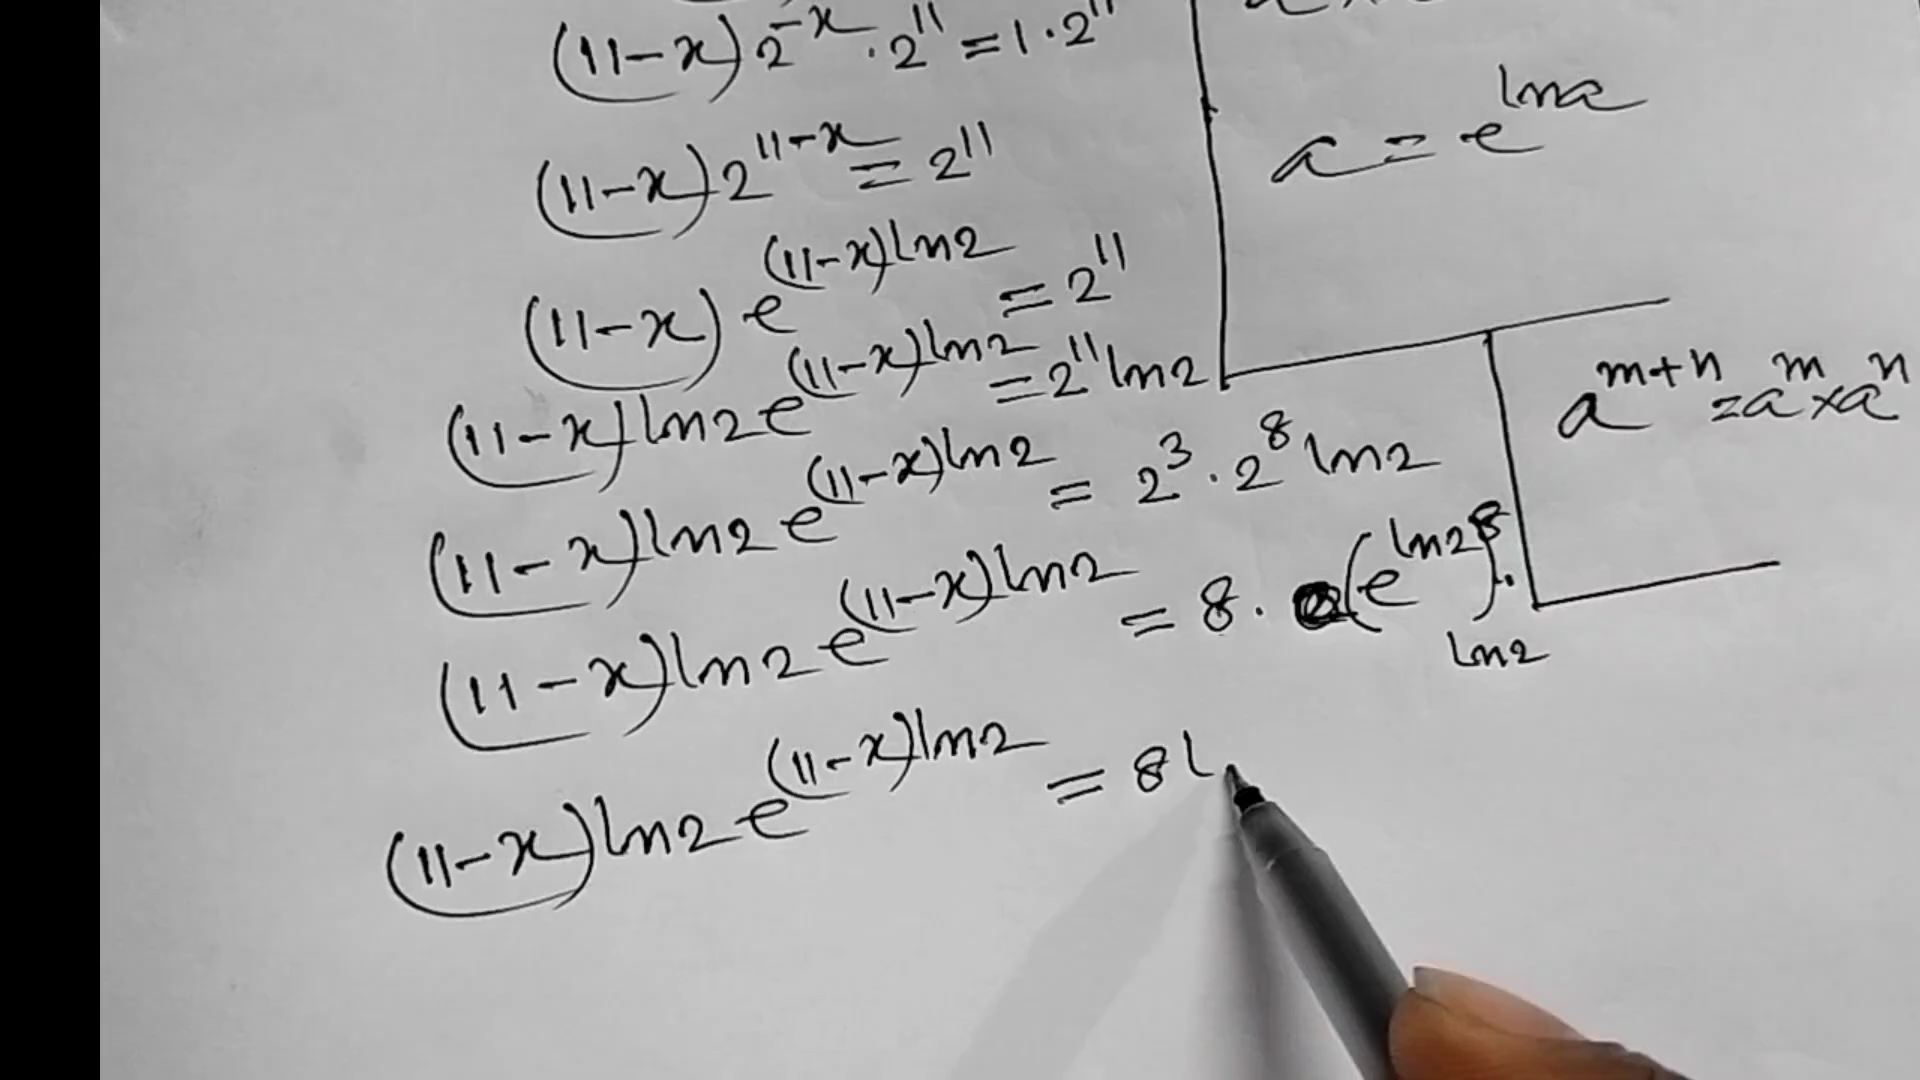 (11-x) 2^-x . 2^11 = 1 . 2^11
(11-x) 2^11-x = 2^11
(11-x) e^(11-x)ln2 = 2^11
(11-x)ln2 e^(11-x)ln2 = 2^11 ln2
(11-x)ln2 e^(11-x)ln2 = 2^3 . 2^8 ln2
(11-x)ln2 e^(11-x)ln2 = 8 . (e^ln2)^8 .
ln2
(11-x)ln2 e^(11-x)ln2 = 8 l
a = e^lna
a^m+n = a^m × a^n